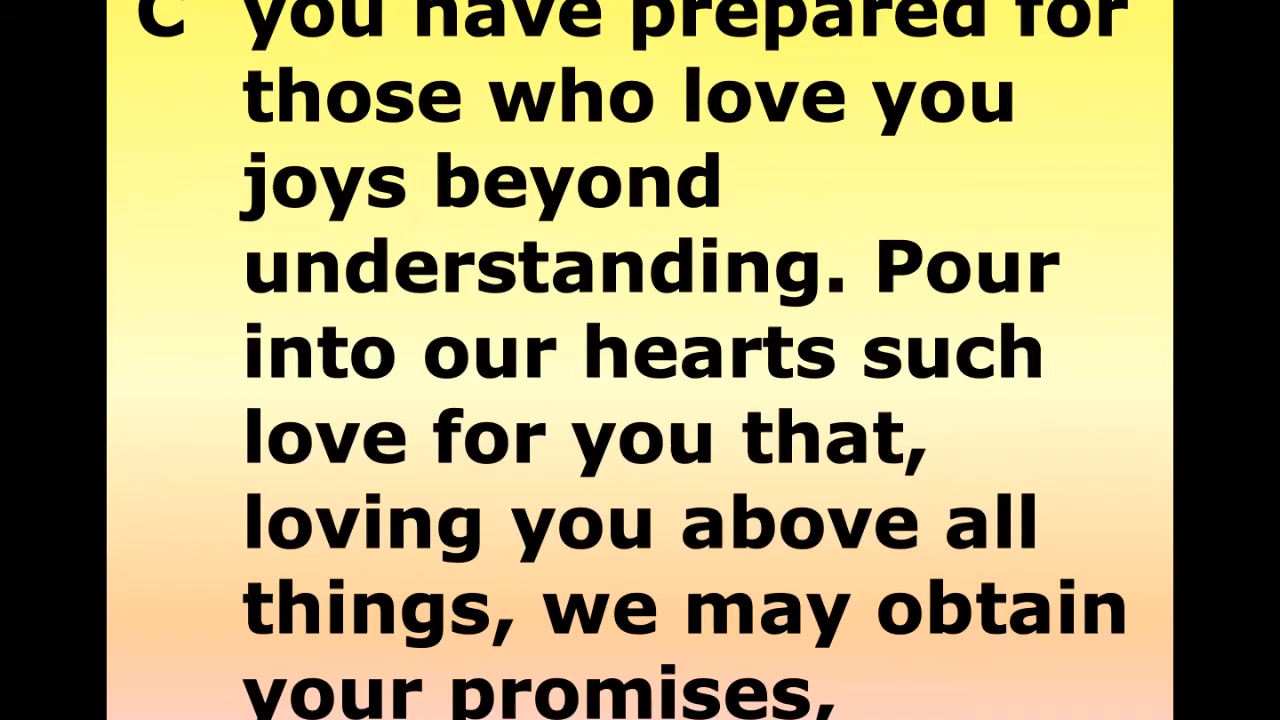 C you have prepared for
those who love you
joys beyond
understanding. Pour
into our hearts such
love for you that,
loving you above all
things, we may obtain
your promises,